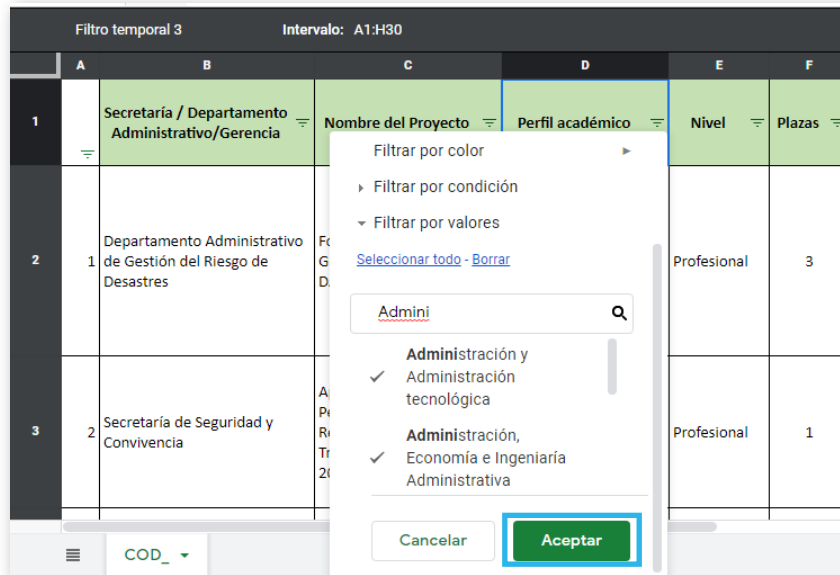 Filtro temporal 3 Intervalo: A1:H30
A B C D E F
1 Secretaría / Departamento Administrativo/Gerencia Nombre del Proyecto Perfil académico Nivel Plazas
Filtrar por color
Filtrar por condición
Filtrar por valores
Seleccionar todo - Borrar
Admini
Administración y
Administración
tecnológica
Administración,
Economía e Ingeniaría
Administrativa
Cancelar Aceptar
2 1 Departamento Administrativo
de Gestión del Riesgo de
Desastres
Profesional 3
3 2 Secretaría de Seguridad y
Convivencia
Profesional 1
COD_